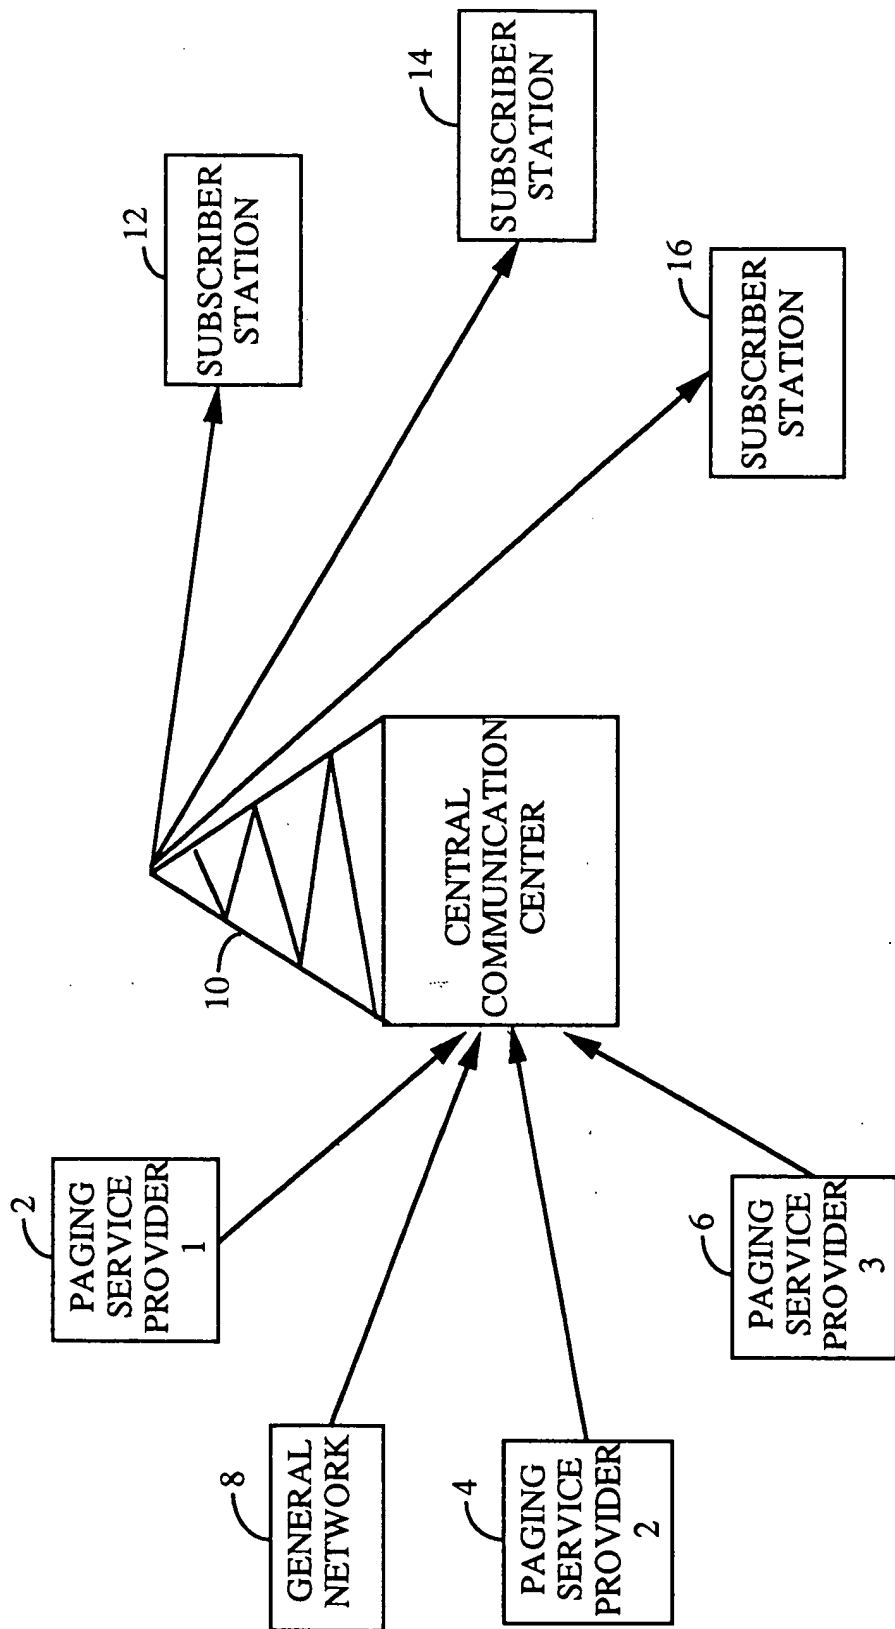 2
PAGING
SERVICE
PROVIDER
1
8
GENERAL
NETWORK
4
PAGING
SERVICE
PROVIDER
2
6
PAGING
SERVICE
PROVIDER
3
10
CENTRAL
COMMUNICATION
CENTER
12
SUBSCRIBER
STATION
14
SUBSCRIBER
STATION
16
SUBSCRIBER
STATION